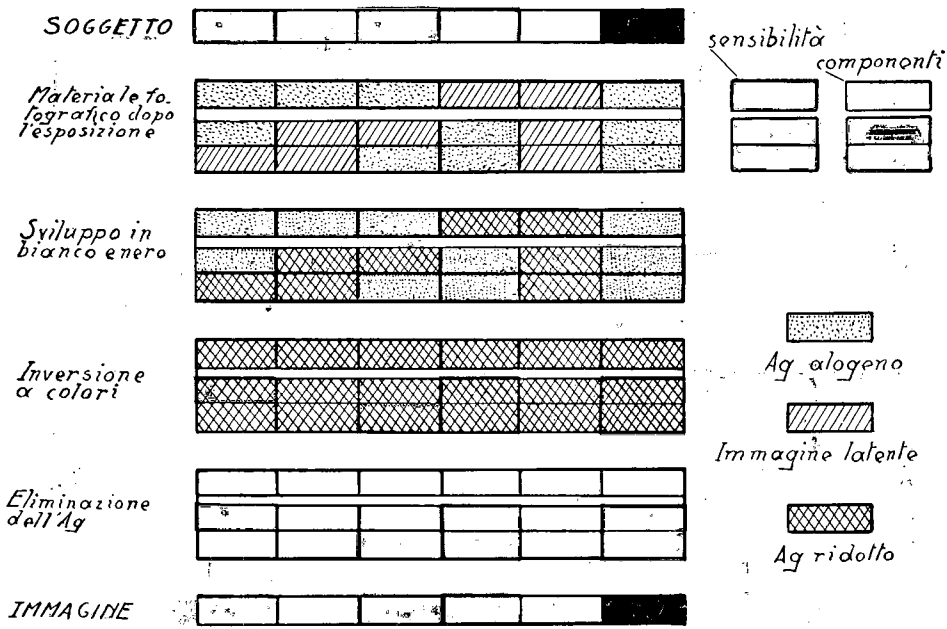 SOGGETTO
sensibilità
componenti
Materiale fo-
tografico dopo
l'esposizione
Sviluppo in
bianco e nero
Ag alogeno
Inversione
a colori
Immagine latente
Eliminazione
dell'Ag
Ag ridotto
IMMAGINE